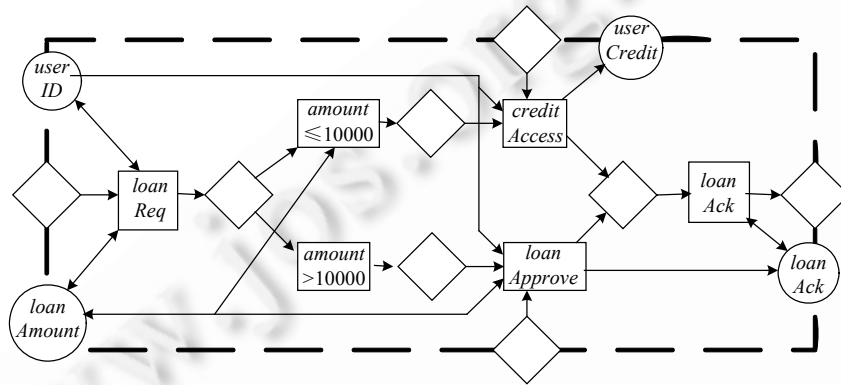 user
ID
user
Credit
amount
≤10000
credit
Access
loan
Req
loan
Ack
amount
>10000
loan
Approve
loan
Ack
loan
Amount